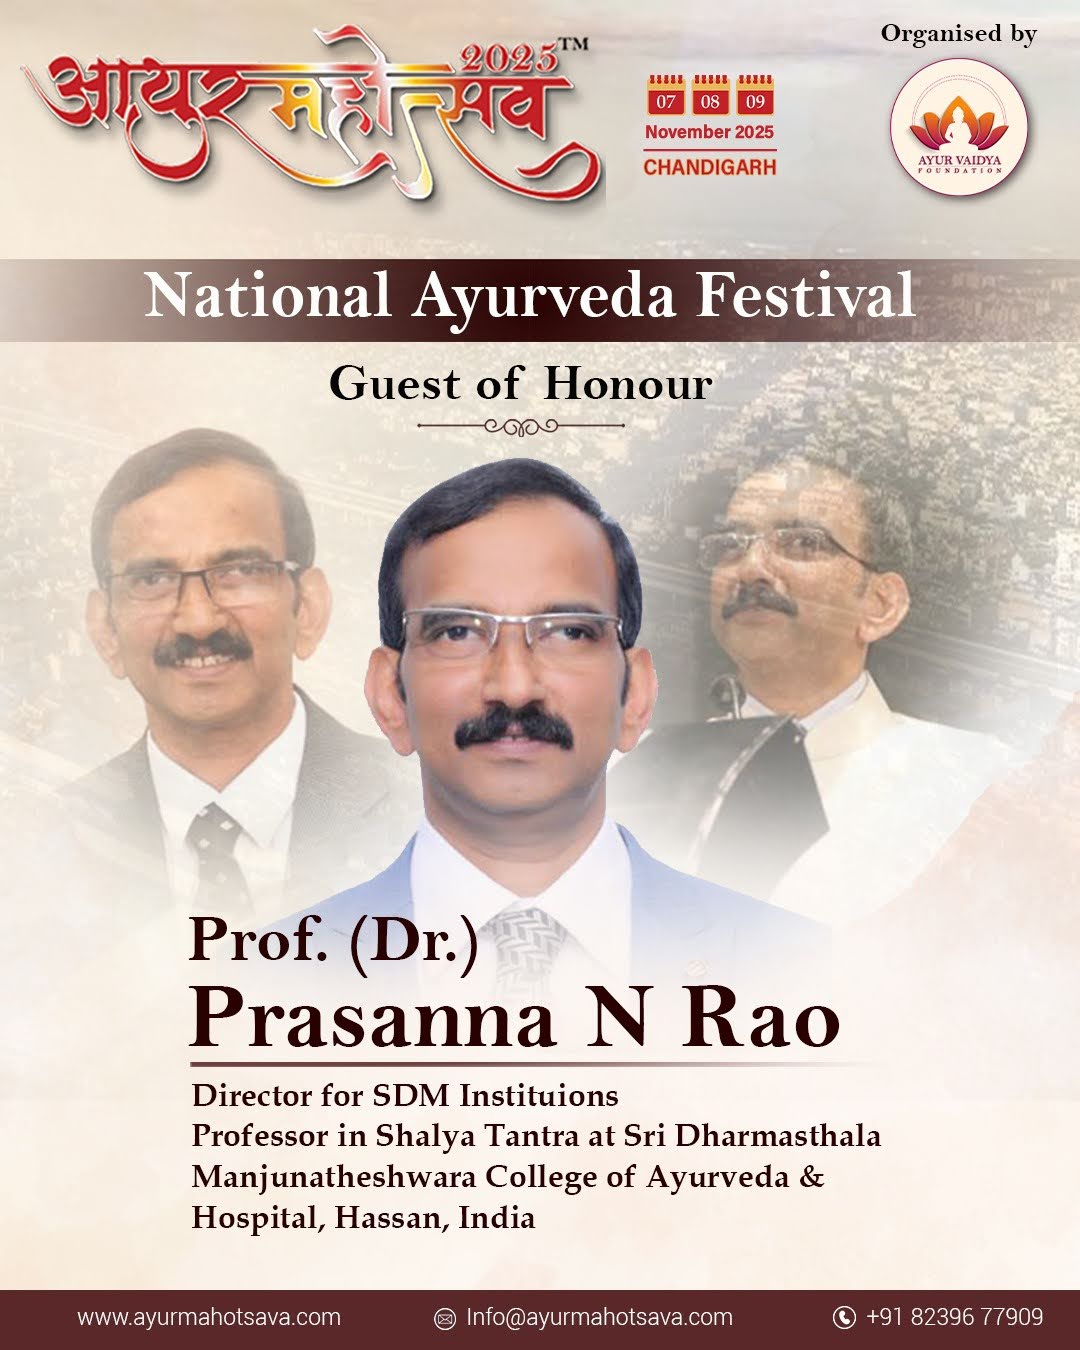 आयुरमहोत्सव 2025™
Organised by
07 08 09
November 2025
CHANDIGARH
AYUR VAIDYA
FOUNDATION
National Ayurveda Festival
Guest of Honour
Prof. (Dr.)
Prasanna N Rao
Director for SDM Instituions
Professor in Shalya Tantra at Sri Dharmasthala
Manjunatheshwara College of Ayurveda &
Hospital, Hassan, India
www.ayurmahotsava.com
Info@ayurmahotsava.com
+91 82396 77909